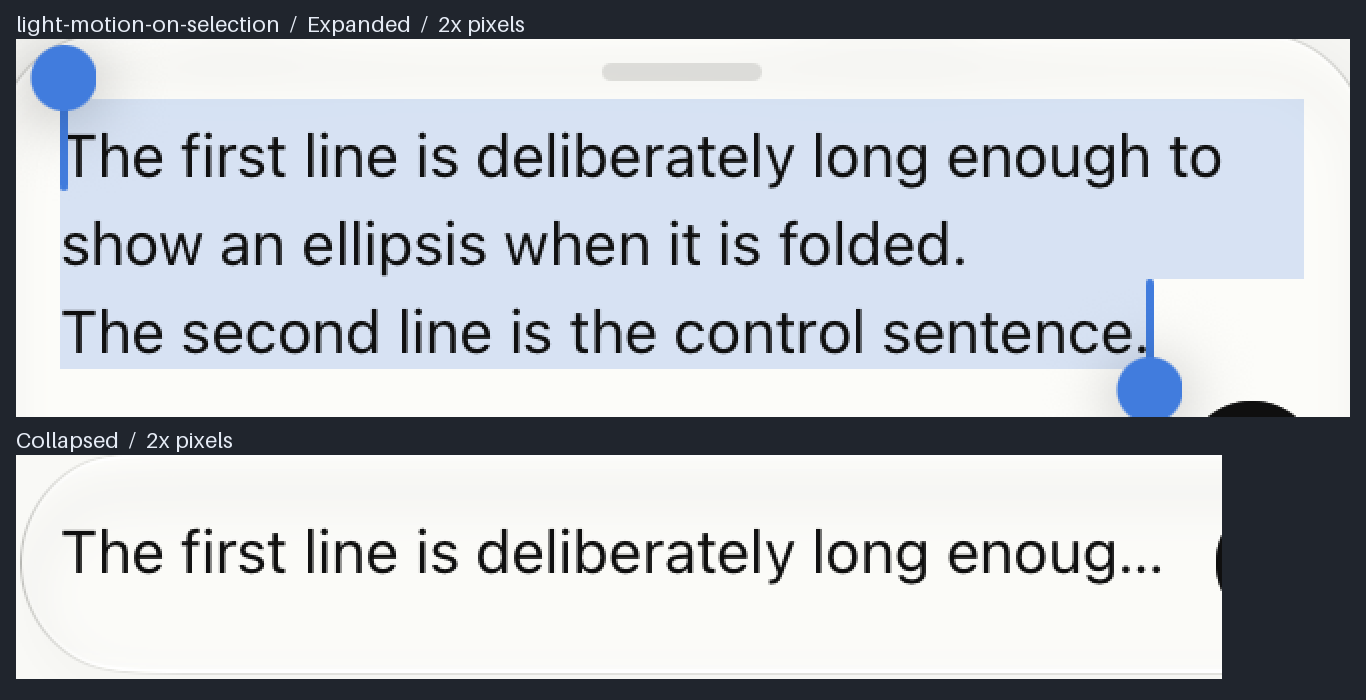 light-motion-on-selection / Expanded / 2x pixels
The first line is deliberately long enough to
show an ellipsis when it is folded.
The second line is the control sentence.
Collapsed / 2x pixels
The first line is deliberately long enoug...